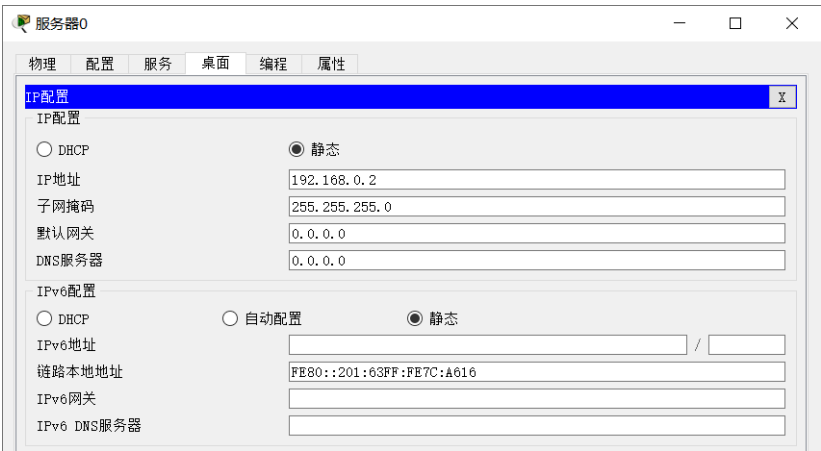 服务器0
物理 配置 服务 桌面 编程 属性
IP配置 X
IP配置
DHCP 静态
IP地址 192.168.0.2
子网掩码 255.255.255.0
默认网关 0.0.0.0
DNS服务器 0.0.0.0
IPv6配置
DHCP 自动配置 静态
IPv6地址 /
链路本地地址 FE80::201:63FF:FE7C:A616
IPv6网关
IPv6 DNS服务器